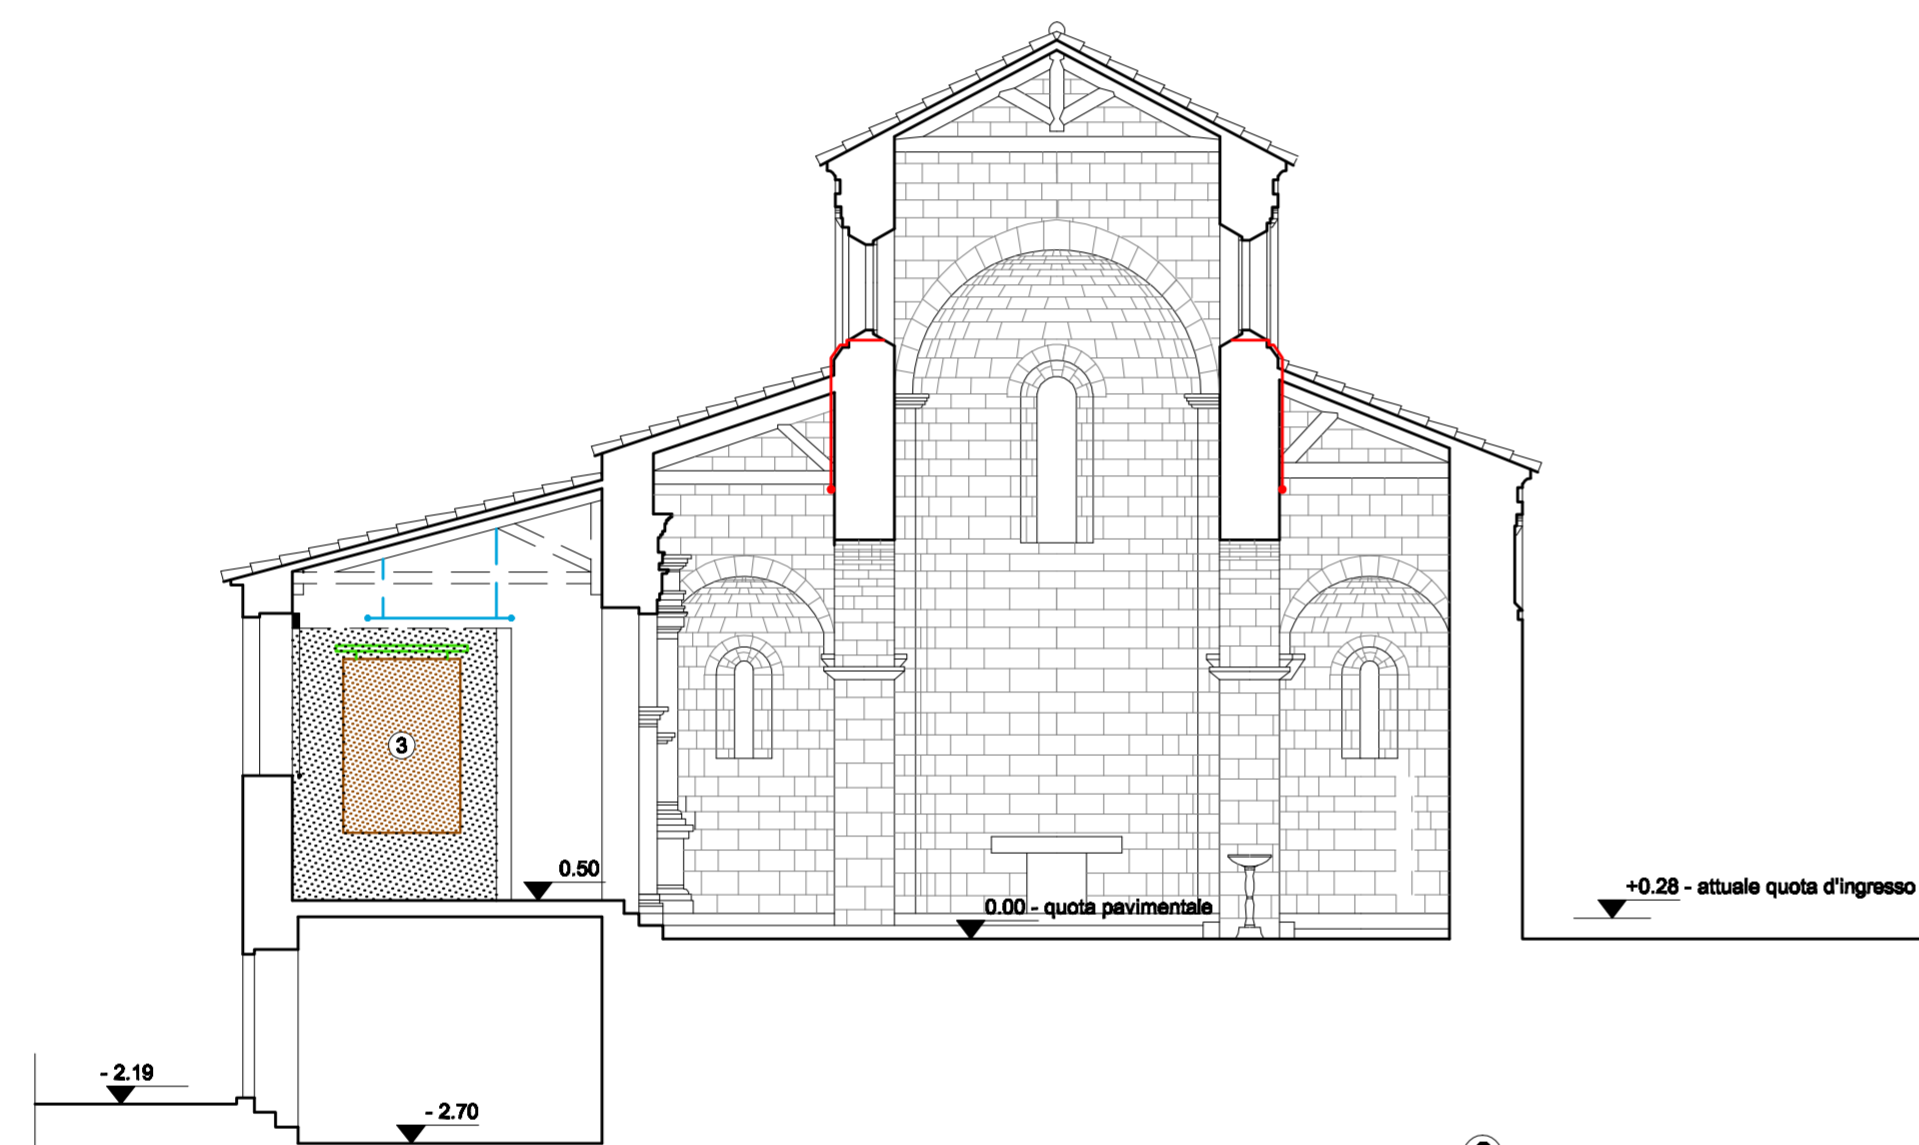 3
0.50
0.00 - quota pavimentale
+0.28 - attuale quota d'ingresso
- 2.19
- 2.70